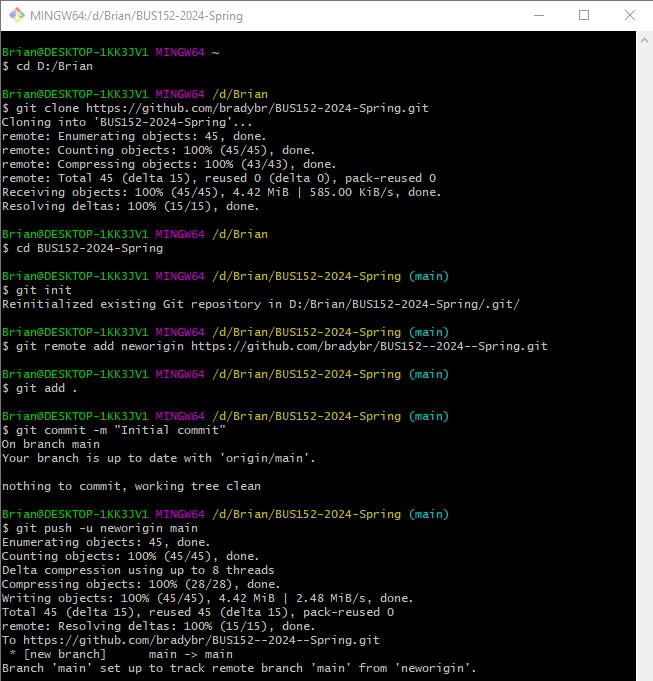 MINGW64:/d/Brian/BUS152-2024-Spring
Brian@DESKTOP-1KK3JV1 MINGW64 ~
$ cd D:/Brian
Brian@DESKTOP-1KK3JV1 MINGW64 /d/Brian
$ git clone https://github.com/bradybr/BUS152-2024-Spring.git
Cloning into 'BUS152-2024-Spring'...
remote: Enumerating objects: 45, done.
remote: Counting objects: 100% (45/45), done.
remote: Compressing objects: 100% (43/43), done.
remote: Total 45 (delta 15), reused 0 (delta 0), pack-reused 0
Receiving objects: 100% (45/45), 4.42 MiB | 585.00 KiB/s, done.
Resolving deltas: 100% (15/15), done.
Brian@DESKTOP-1KK3JV1 MINGW64 /d/Brian
$ cd BUS152-2024-Spring
Brian@DESKTOP-1KK3JV1 MINGW64 /d/Brian/BUS152-2024-Spring (main)
$ git init
Reinitialized existing Git repository in D:/Brian/BUS152-2024-Spring/.git/
Brian@DESKTOP-1KK3JV1 MINGW64 /d/Brian/BUS152-2024-Spring (main)
$ git remote add neworigin https://github.com/bradybr/BUS152--2024--Spring.git
Brian@DESKTOP-1KK3JV1 MINGW64 /d/Brian/BUS152-2024-Spring (main)
$ git add .
Brian@DESKTOP-1KK3JV1 MINGW64 /d/Brian/BUS152-2024-Spring (main)
$ git commit -m "Initial commit"
On branch main
Your branch is up to date with 'origin/main'.
nothing to commit, working tree clean
Brian@DESKTOP-1KK3JV1 MINGW64 /d/Brian/BUS152-2024-Spring (main)
$ git push -u neworigin main
Enumerating objects: 45, done.
Counting objects: 100% (45/45), done.
Delta compression using up to 8 threads
Compressing objects: 100% (28/28), done.
Writing objects: 100% (45/45), 4.42 MiB | 2.48 MiB/s, done.
Total 45 (delta 15), reused 45 (delta 15), pack-reused 0
remote: Resolving deltas: 100% (15/15), done.
To https://github.com/bradybr/BUS152--2024--Spring.git
 * [new branch]      main -> main
Branch 'main' set up to track remote branch 'main' from 'neworigin'.